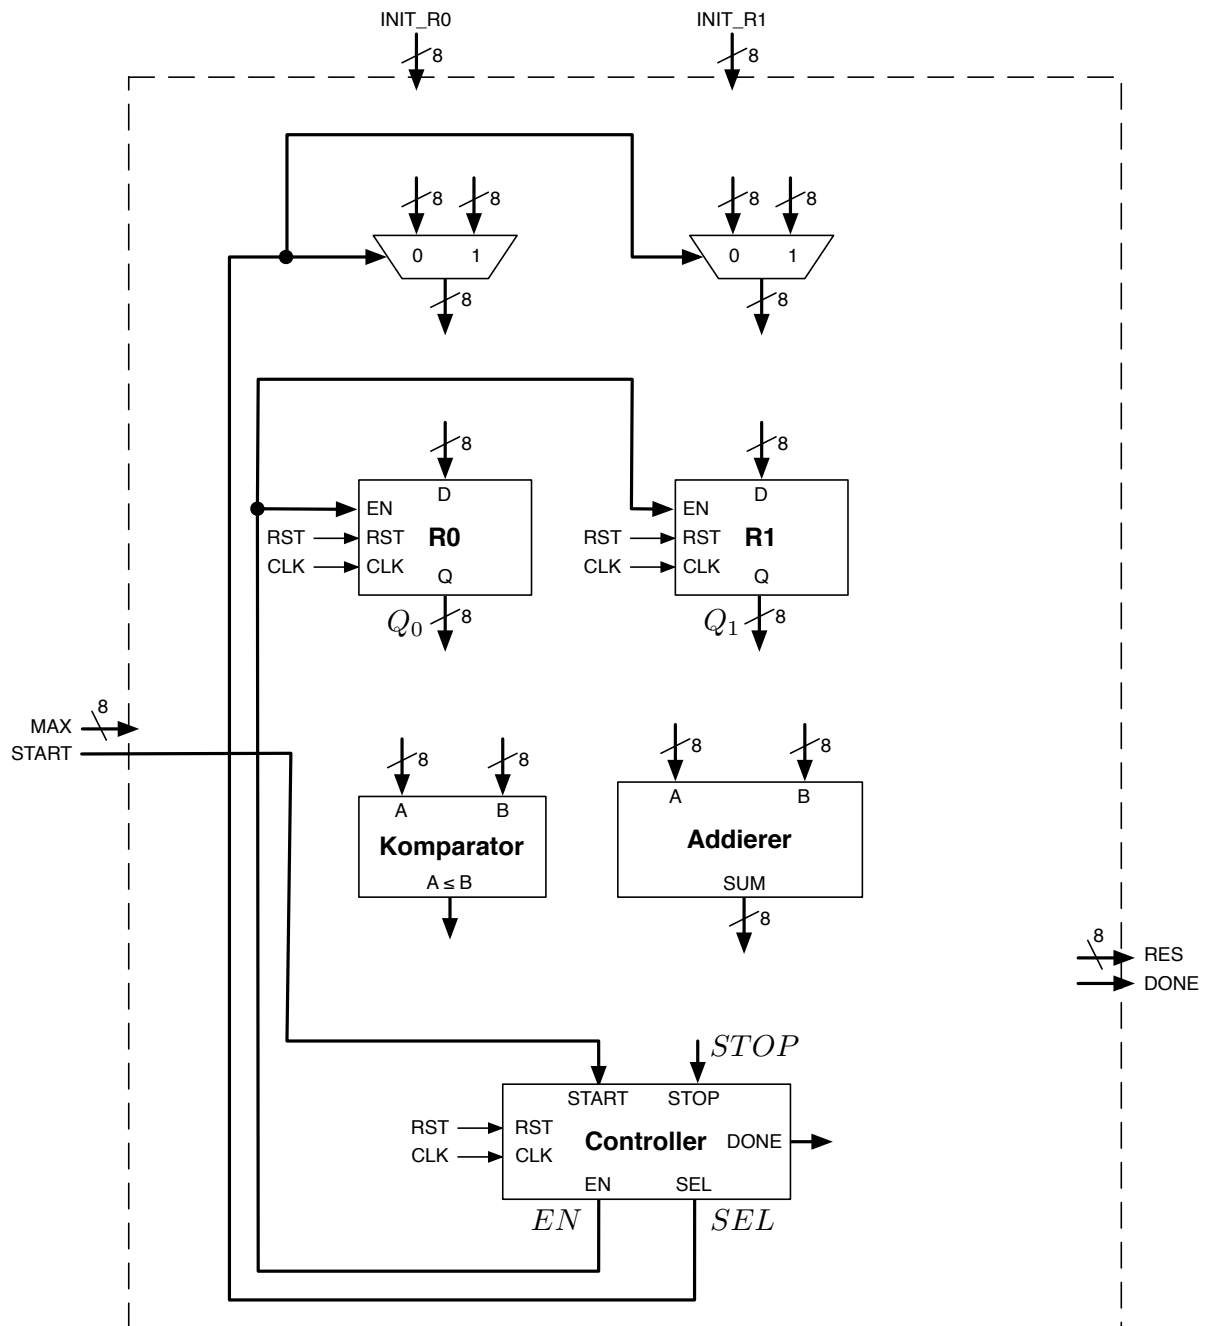 INIT_R0 INIT_R1
8 8
8 8 8 8
0 1 0 1
8 8
8 8
D D
EN EN
RST RST R0 RST RST R1
CLK CLK CLK CLK
Q Q
Q0 8 Q1 8
8
MAX
START
8 8 8 8
A B A B
Komparator Addierer
A ≤ B SUM
8
8
RES
DONE
STOP
START STOP
RST RST
Controller DONE
CLK CLK
EN SEL
EN SEL